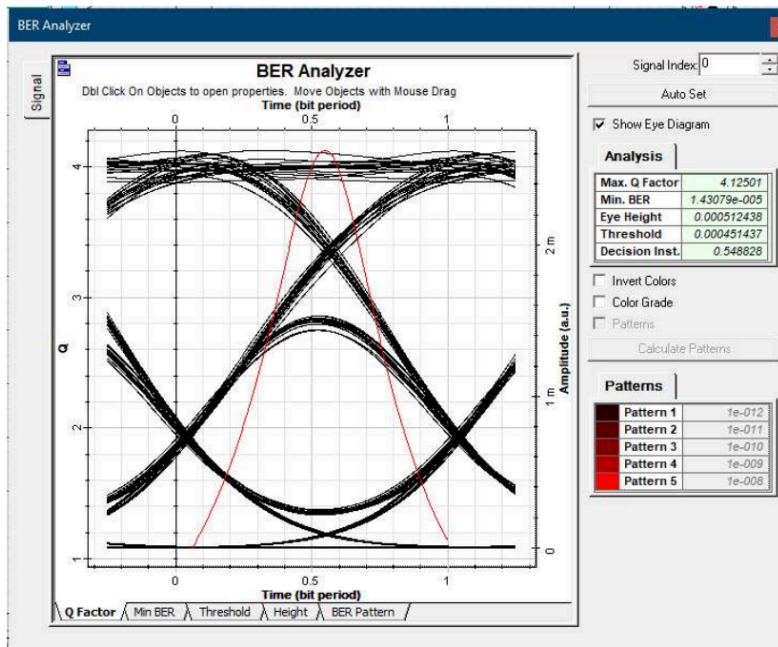 BER Analyzer
Signal
BER Analyzer
Dbl Click On Objects to open properties. Move Objects with Mouse Drag
Time (bit period)
0 0.5 1
4
3
2
1
Q
2 m
1 m
0
Amplitude (a.u.)
0 0.5 1
Time (bit period)
Q Factor Min BER Threshold Height BER Pattern
Signal Index: 0
Auto Set
Show Eye Diagram
Analysis
Max. Q Factor 4.12501
Min. BER 1.43079e-005
Eye Height 0.000512438
Threshold 0.000451437
Decision Inst. 0.548828
Invert Colors
Color Grade
Patterns
Calculate Patterns
Patterns
Pattern 1 1e-012
Pattern 2 1e-011
Pattern 3 1e-010
Pattern 4 1e-009
Pattern 5 1e-008